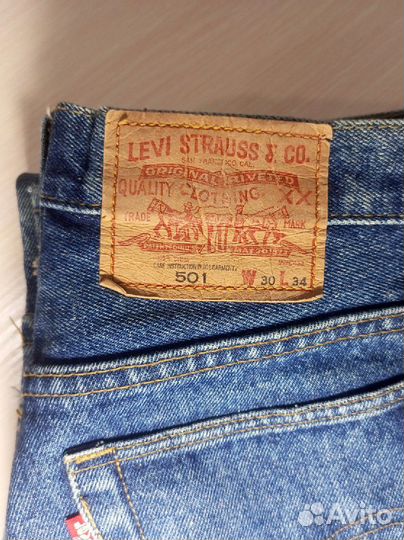 LEVI STRAUSS & CO.
SAN FRANCISCO CAL.
ORIGINAL RIVETED
QUALITY CLOTHING XX
TRADE MARK
501 W 30 L 34
Avito